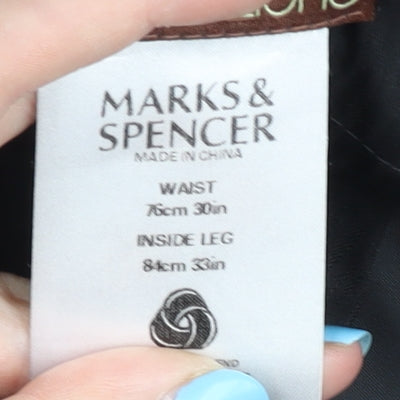 MARKS &
SPENCER
MADE IN CHINA
WAIST
76cm 30in
INSIDE LEG
84cm 33in